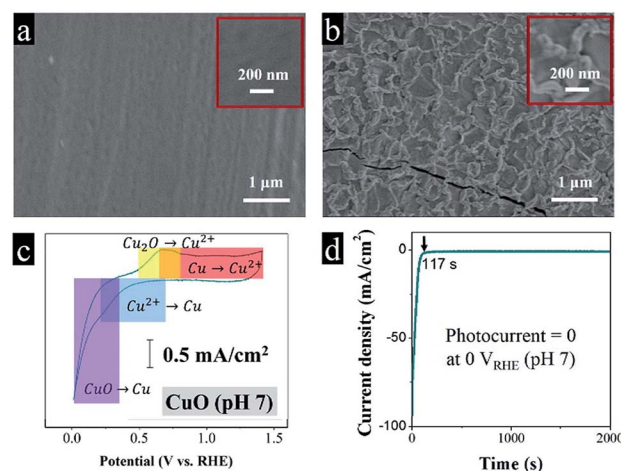 a
200 nm
1 µm
b
200 nm
1 µm
c
Cu₂O → Cu²⁺
Cu → Cu²⁺
Cu²⁺ → Cu
0.5 mA/cm²
CuO → Cu
CuO (pH 7)
0.0 0.5 1.0 1.5
Potential (V vs. RHE)
d
Current density (mA/cm²)
0
-50
-100
117 s
Photocurrent = 0
at 0 V_RHE (pH 7)
0 1000 2000
Time (s)